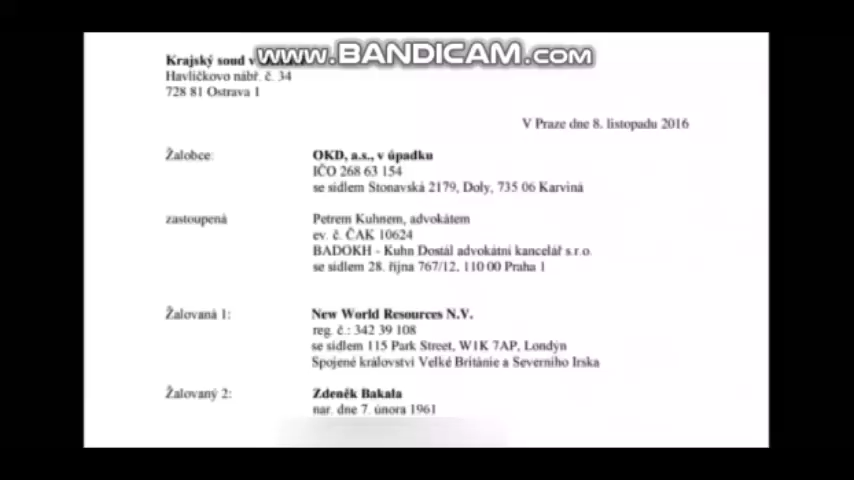 www.BANDICAM.com
Krajský soud v
Havlíčkovo nábř. č. 34
728 81 Ostrava 1
V Praze dne 8. listopadu 2016
Žalobce: OKD, a.s., v úpadku
IČO 268 63 154
se sídlem Stonavská 2179, Doly, 735 06 Karviná
zastoupená Petrem Kuhnem, advokátem
ev. č. ČAK 10624
BADOKH - Kuhn Dostál advokátní kancelář s.r.o.
se sídlem 28. října 767/12, 110 00 Praha 1
Žalovaná 1: New World Resources N.V.
reg. č.: 342 39 108
se sídlem 115 Park Street, W1K 7AP, Londýn
Spojené království Velké Británie a Severního Irska
Žalovaný 2: Zdeněk Bakala
nar. dne 7. února 1961